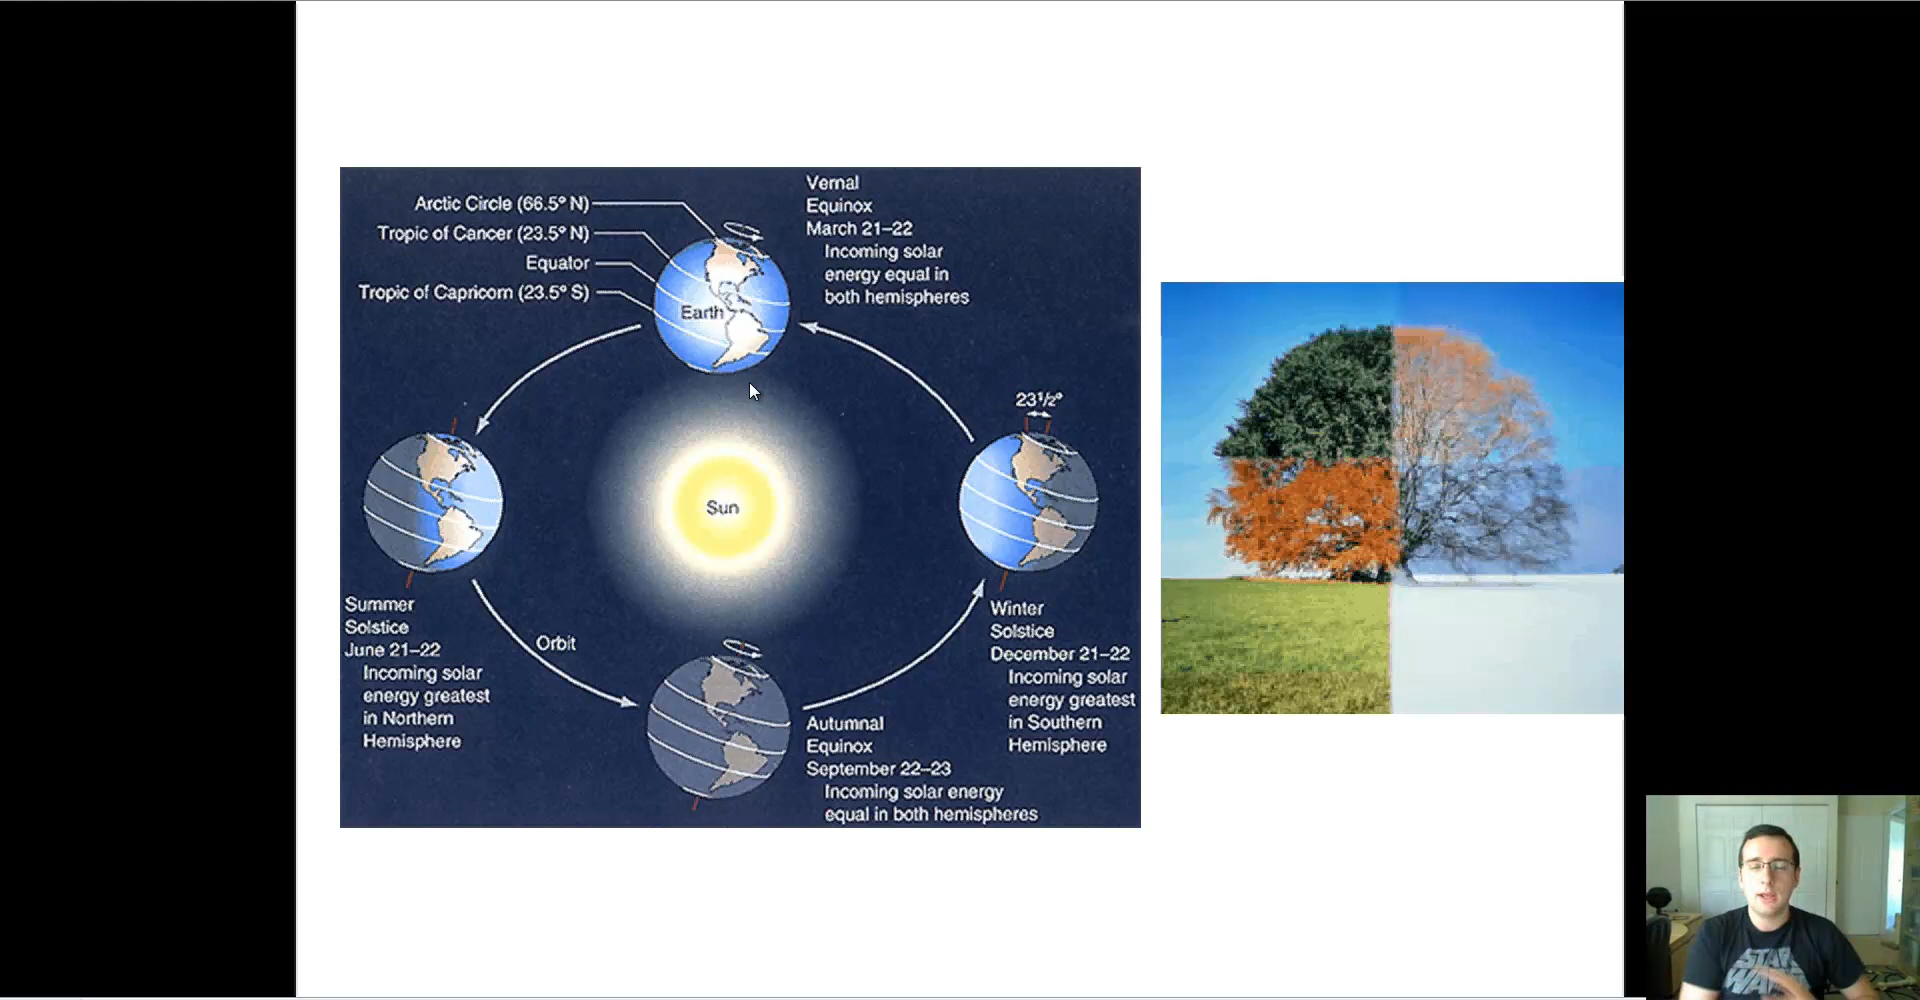 Arctic Circle (66.5° N)
Tropic of Cancer (23.5° N)
Equator
Tropic of Capricorn (23.5° S)
Earth
Vernal
Equinox
March 21–22
Incoming solar
energy equal in
both hemispheres
23½°
Sun
Summer
Solstice
June 21–22
Incoming solar
energy greatest
in Northern
Hemisphere
Orbit
Winter
Solstice
December 21–22
Incoming solar
energy greatest
in Southern
Hemisphere
Autumnal
Equinox
September 22–23
Incoming solar energy
equal in both hemispheres
STAR
WARS